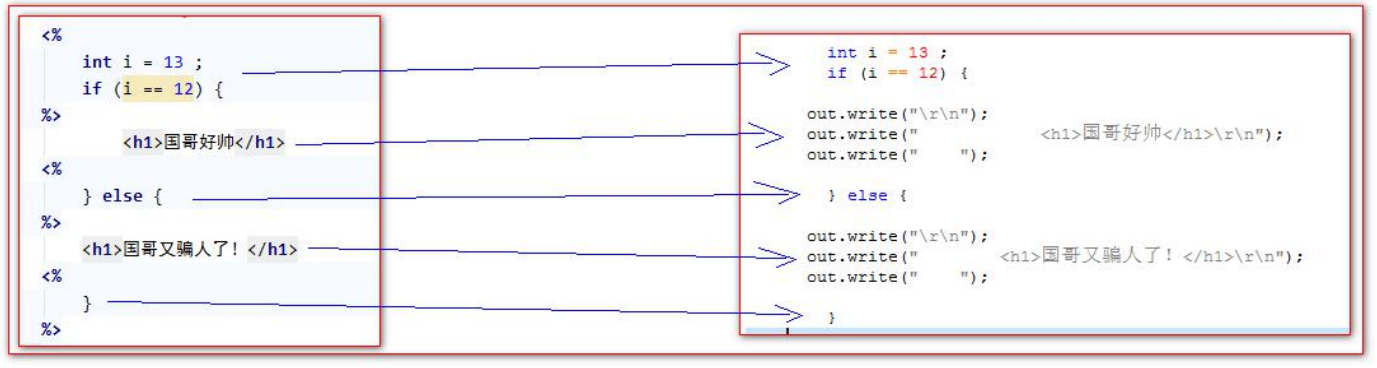 <%
int i = 13 ;
if (i == 12) {
%>
<h1>国哥好帅</h1>
<%
} else {
%>
<h1>国哥又骗人了！</h1>
<%
}
%>
int i = 13 ;
if (i == 12) {
out.write("\r\n");
out.write("            <h1>国哥好帅</h1>\r\n");
out.write("    ");
} else {
out.write("\r\n");
out.write("        <h1>国哥又骗人了！</h1>\r\n");
out.write("    ");
}